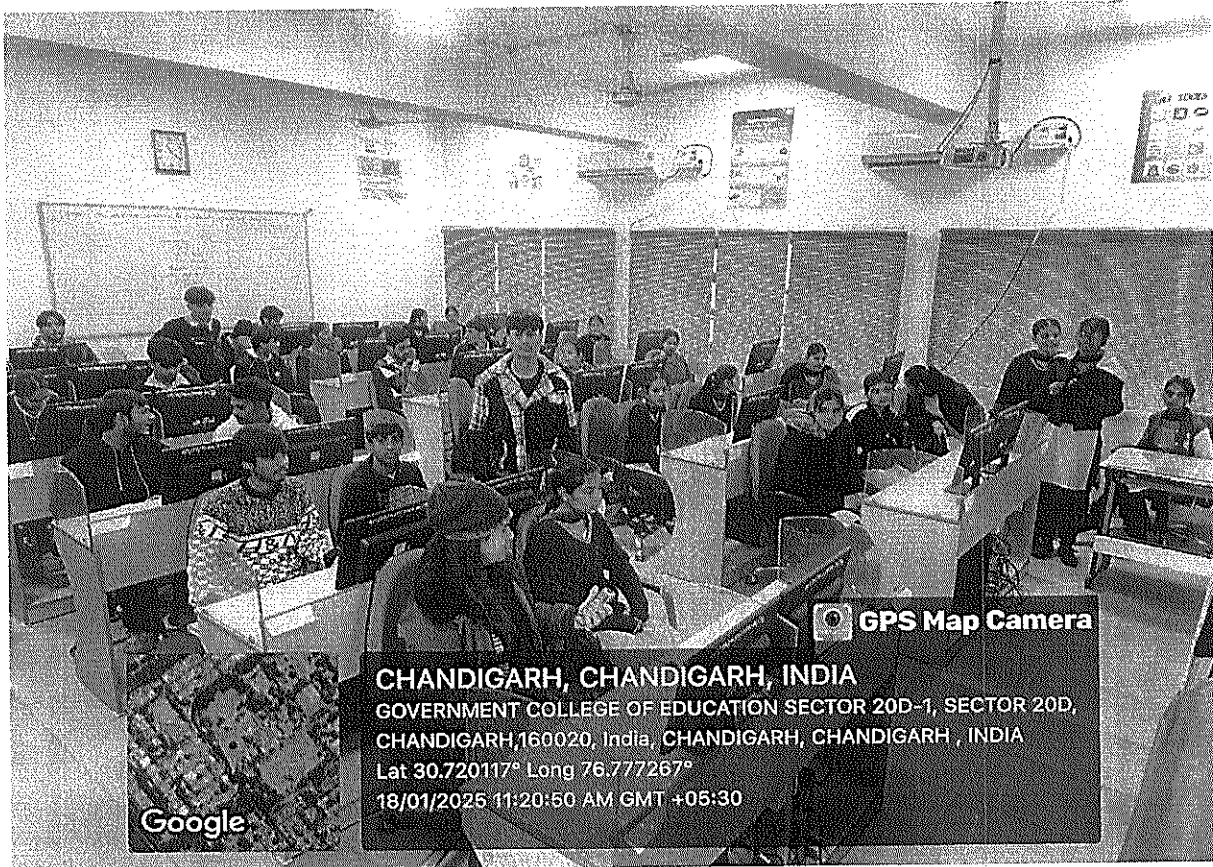 AI TOOLS
GPS Map Camera
CHANDIGARH, CHANDIGARH, INDIA
GOVERNMENT COLLEGE OF EDUCATION SECTOR 20D-1, SECTOR 20D,
CHANDIGARH,160020, India, CHANDIGARH, CHANDIGARH , INDIA
Lat 30.720117° Long 76.777267°
18/01/2025 11:20:50 AM GMT +05:30
Google